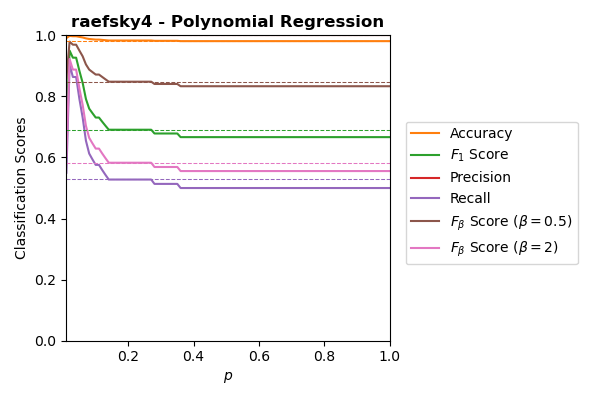 raefsky4 - Polynomial Regression
1.0
0.8
0.6
0.4
0.2
0.0
Classification Scores
0.2 0.4 0.6 0.8 1.0
p
Accuracy
F₁ Score
Precision
Recall
Fᵦ Score (β = 0.5)
Fᵦ Score (β = 2)